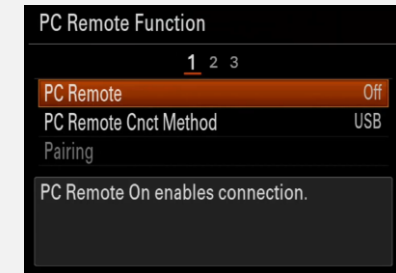 PC Remote Function
1 2 3
PC Remote Off
PC Remote Cnct Method USB
Pairing
PC Remote On enables connection.